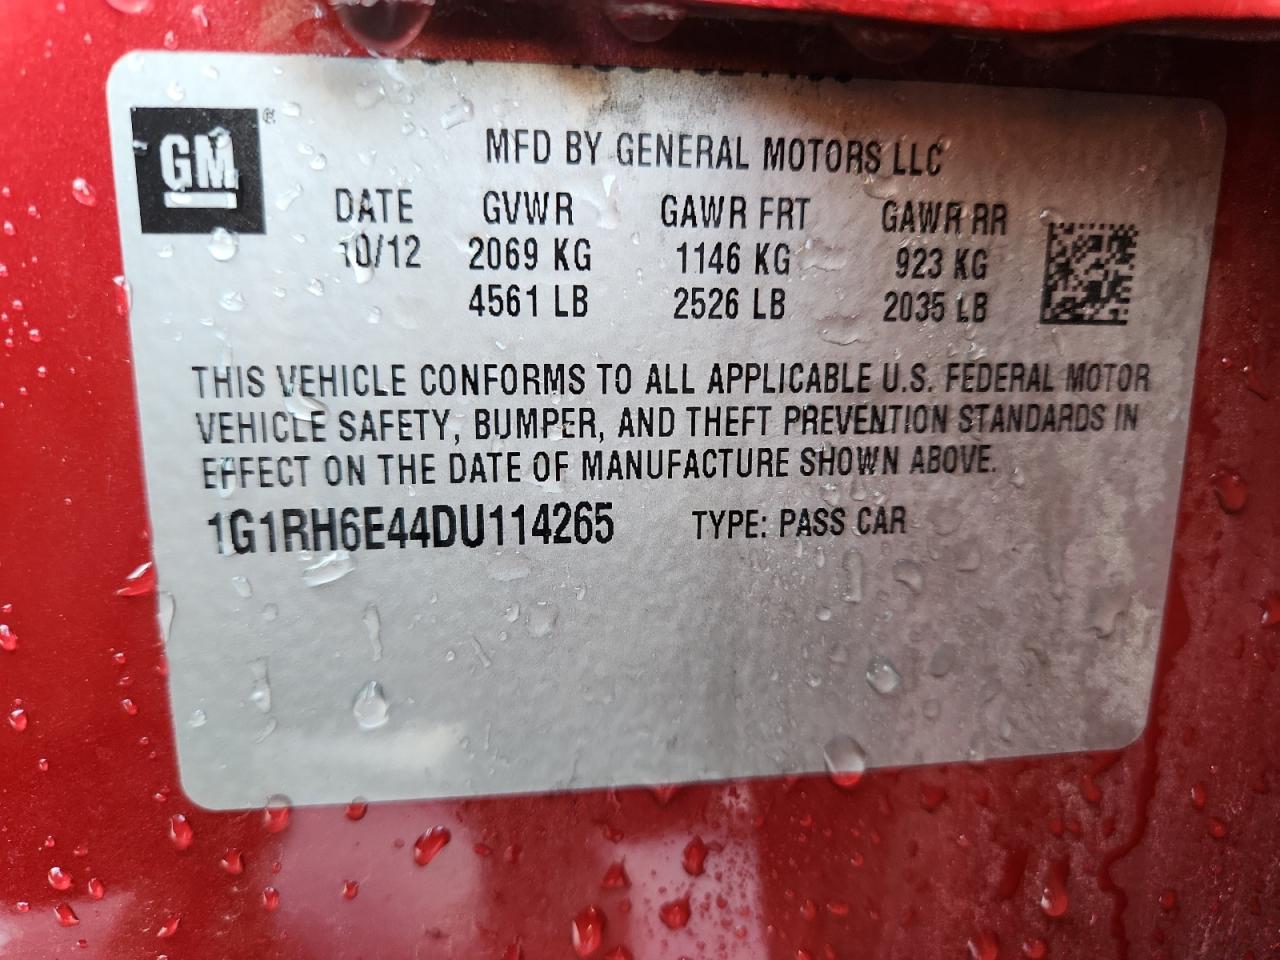 GM®
MFD BY GENERAL MOTORS LLC
DATE GVWR GAWR FRT GAWR RR
10/12 2069 KG 1146 KG 923 KG
4561 LB 2526 LB 2035 LB
THIS VEHICLE CONFORMS TO ALL APPLICABLE U.S. FEDERAL MOTOR
VEHICLE SAFETY, BUMPER, AND THEFT PREVENTION STANDARDS IN
EFFECT ON THE DATE OF MANUFACTURE SHOWN ABOVE.
1G1RH6E44DU114265 TYPE: PASS CAR